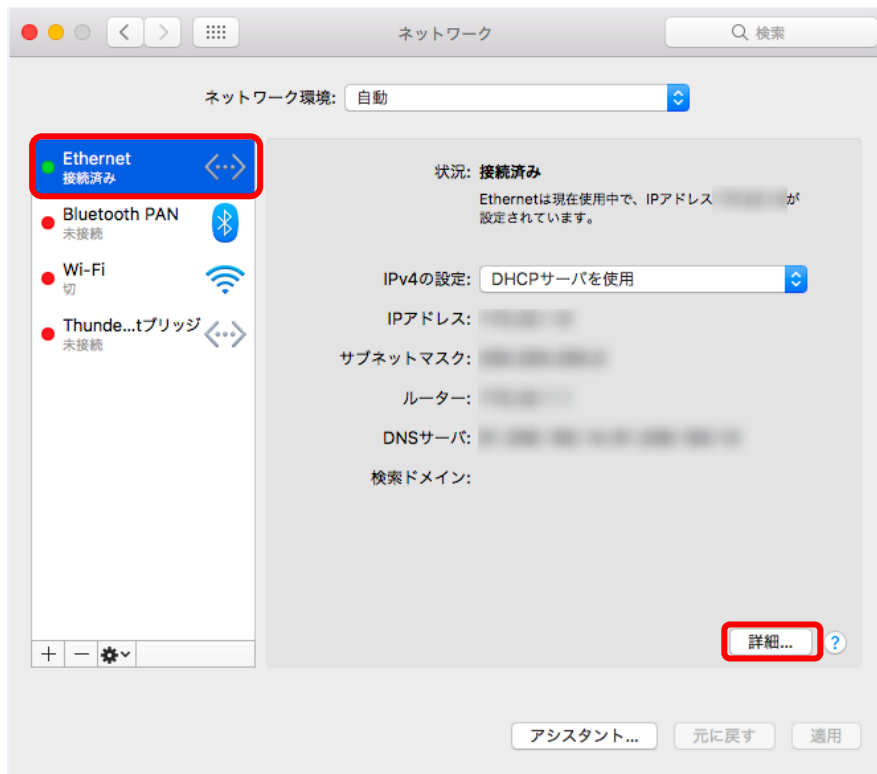 ネットワーク
検索
ネットワーク環境: 自動
Ethernet
接続済み
Bluetooth PAN
未接続
Wi-Fi
切
Thunde...tブリッジ
未接続
状況: 接続済み
Ethernetは現在使用中で、IPアドレス が
設定されています。
IPv4の設定: DHCPサーバを使用
IPアドレス:
サブネットマスク:
ルーター:
DNSサーバ:
検索ドメイン:
詳細...
?
アシスタント...
元に戻す
適用